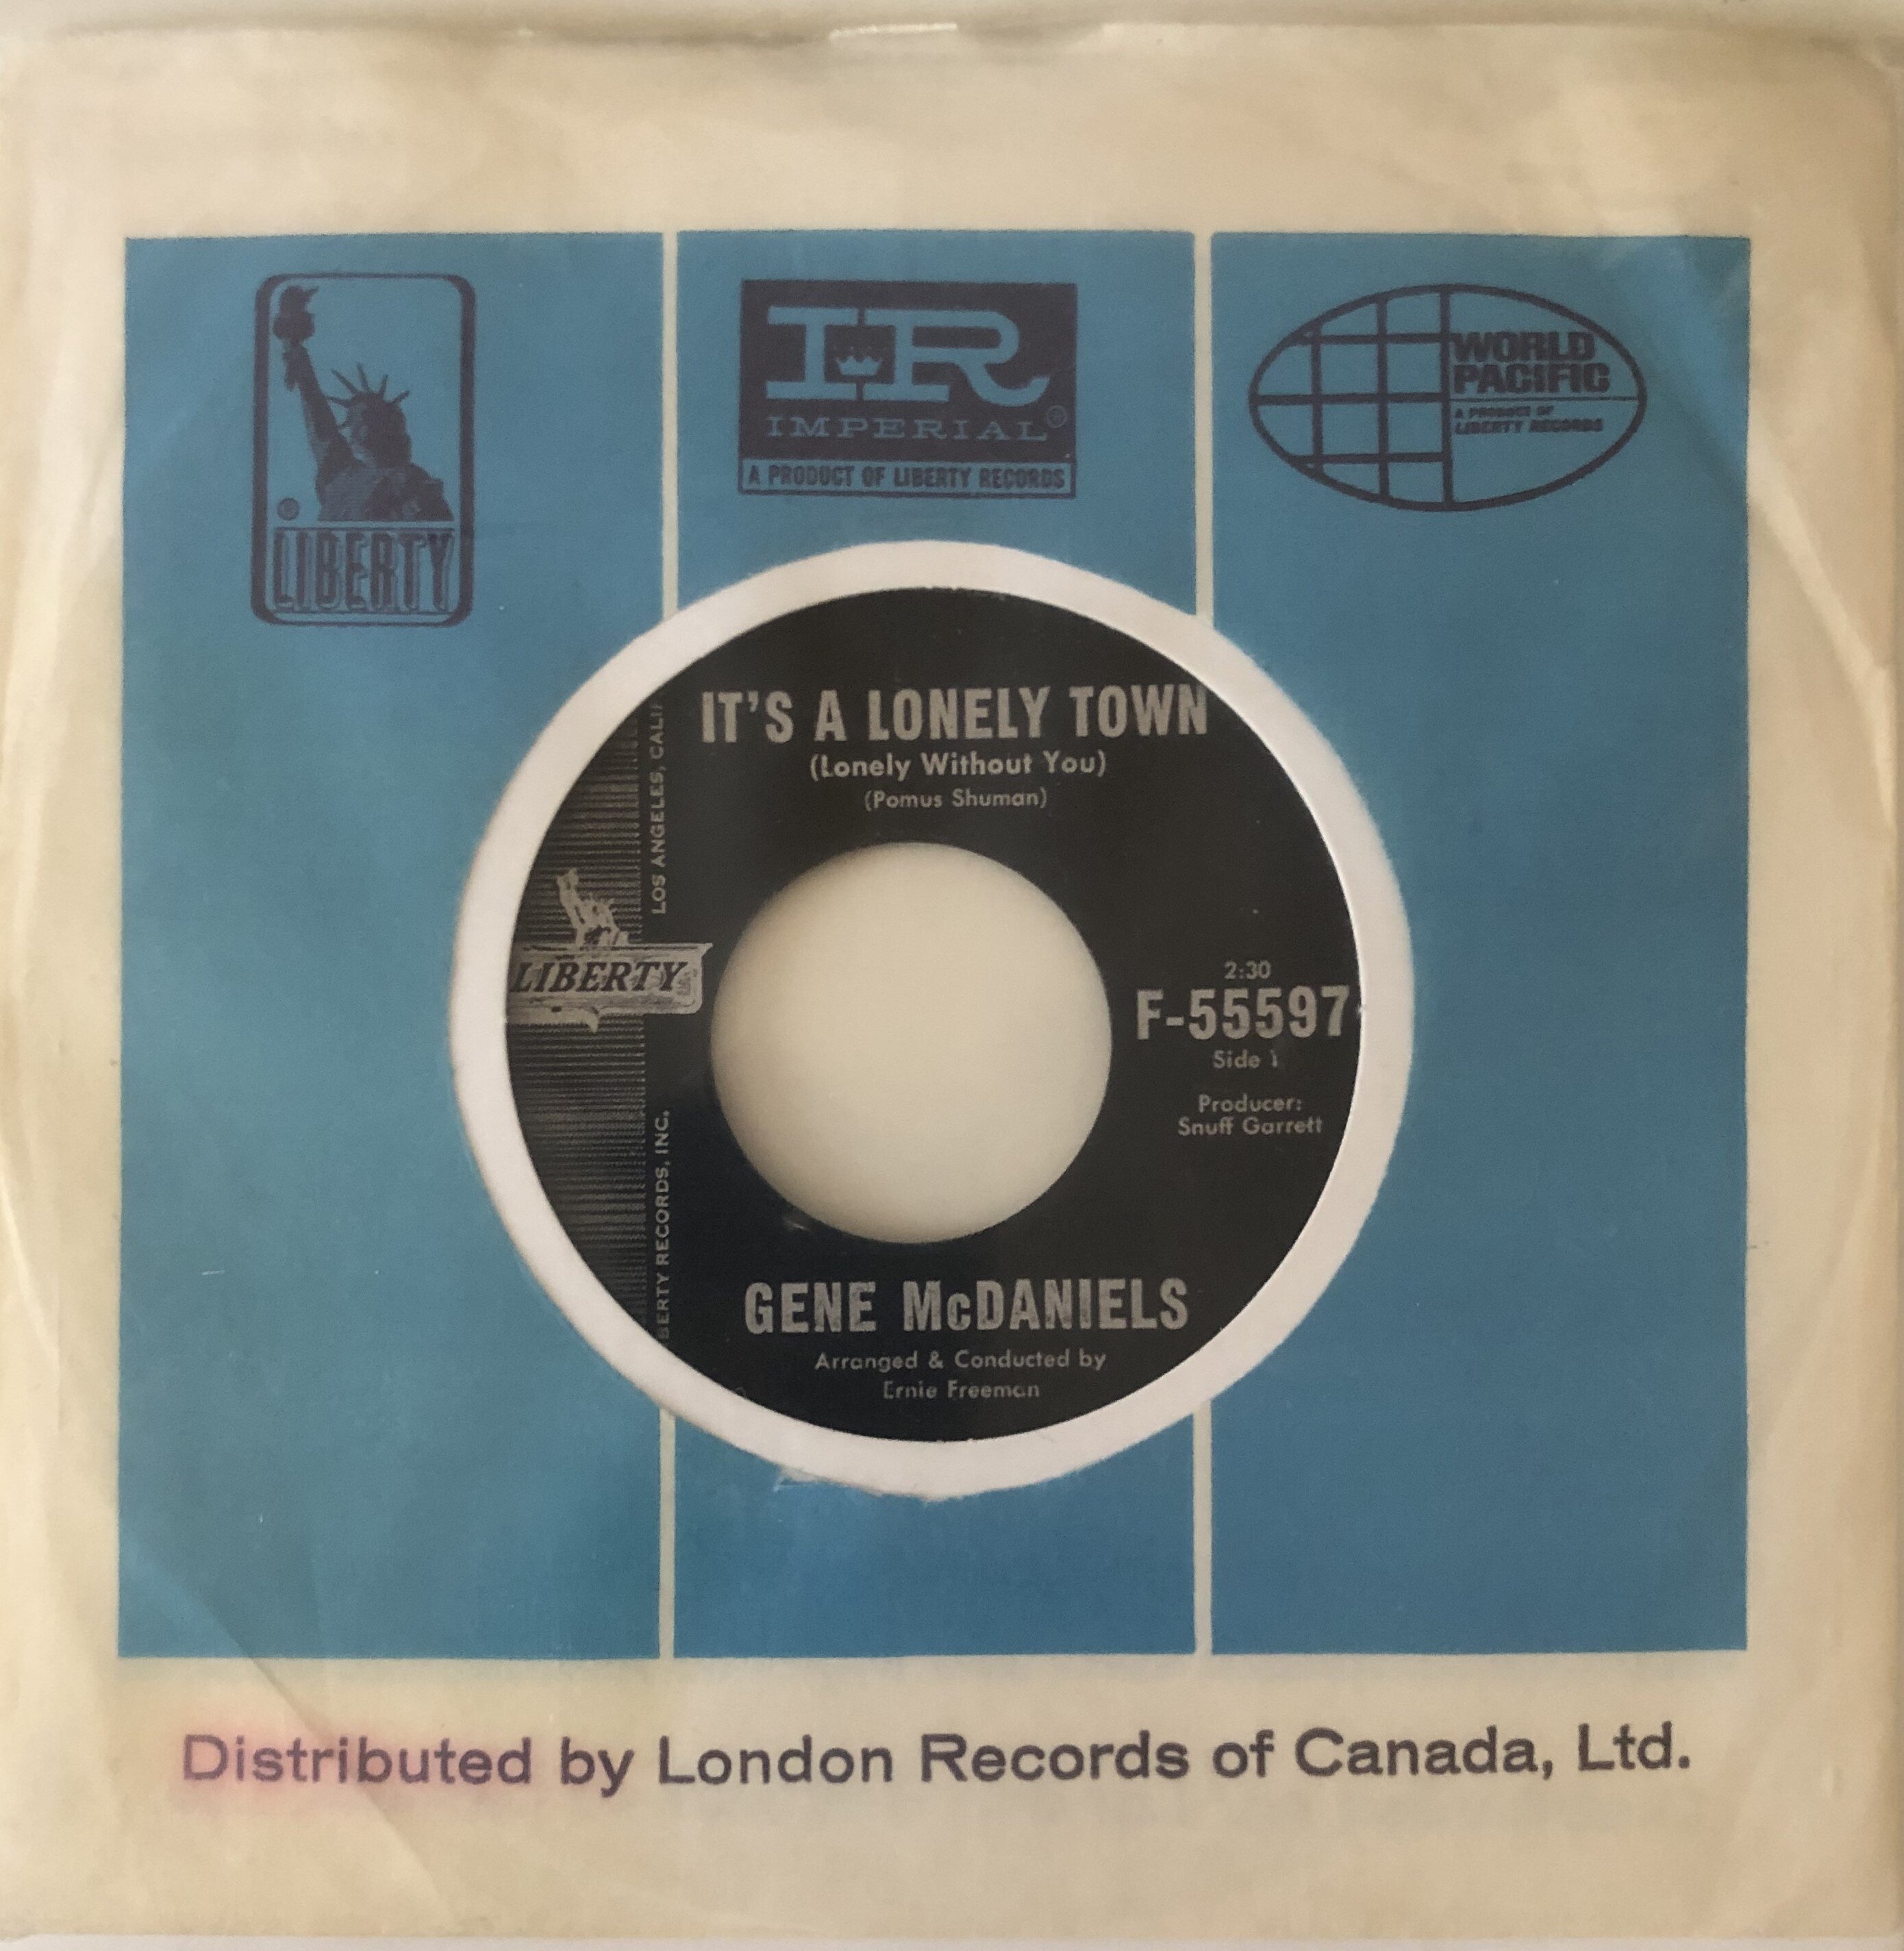 LIBERTY
IR
IMPERIAL®
A PRODUCT OF LIBERTY RECORDS
WORLD
PACIFIC
A PRODUCT OF
LIBERTY RECORDS
IT'S A LONELY TOWN
(Lonely Without You)
(Pomus Shuman)
LOS ANGELES, CALIF
LIBERTY
BERTY RECORDS, INC.
2:30
F-55597
Side 1
Producer:
Snuff Garrett
GENE McDANIELS
Arranged & Conducted by
Ernie Freeman
Distributed by London Records of Canada, Ltd.